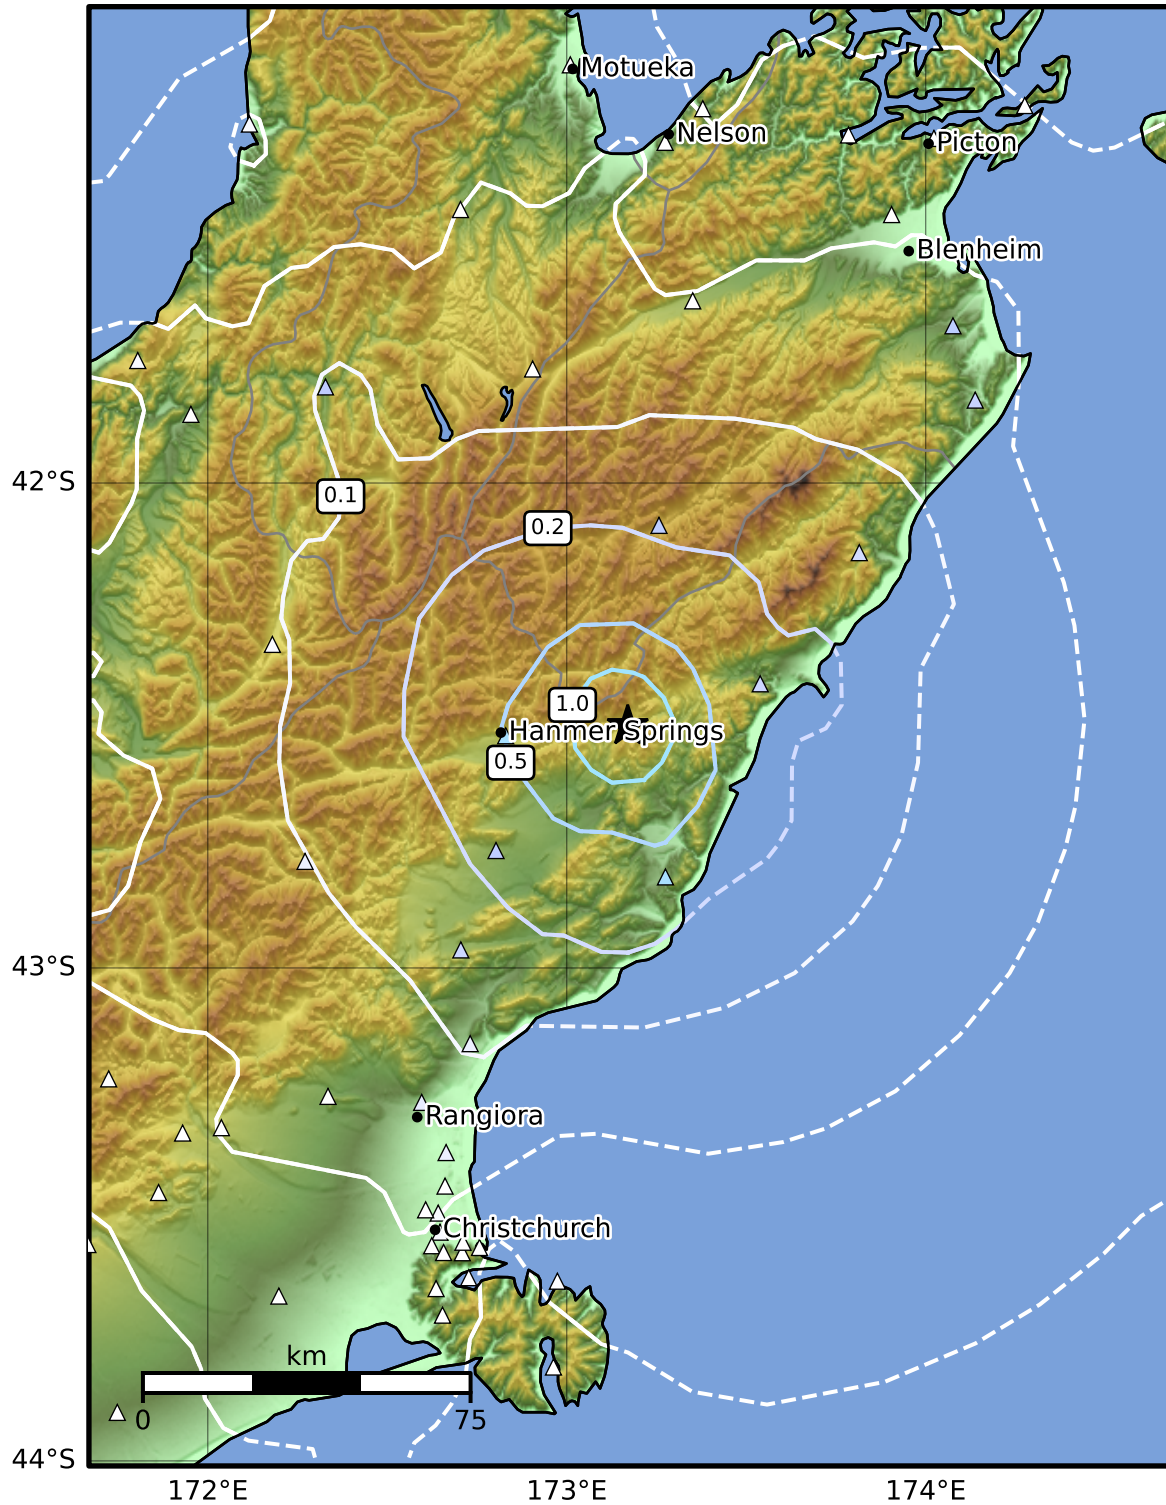 Motueka
Nelson
Picton
Blenheim
42°S
0.1
0.2
1.0
Hanmer Springs
0.5
43°S
Rangiora
Christchurch
km
0 75
44°S
172°E 173°E 174°E